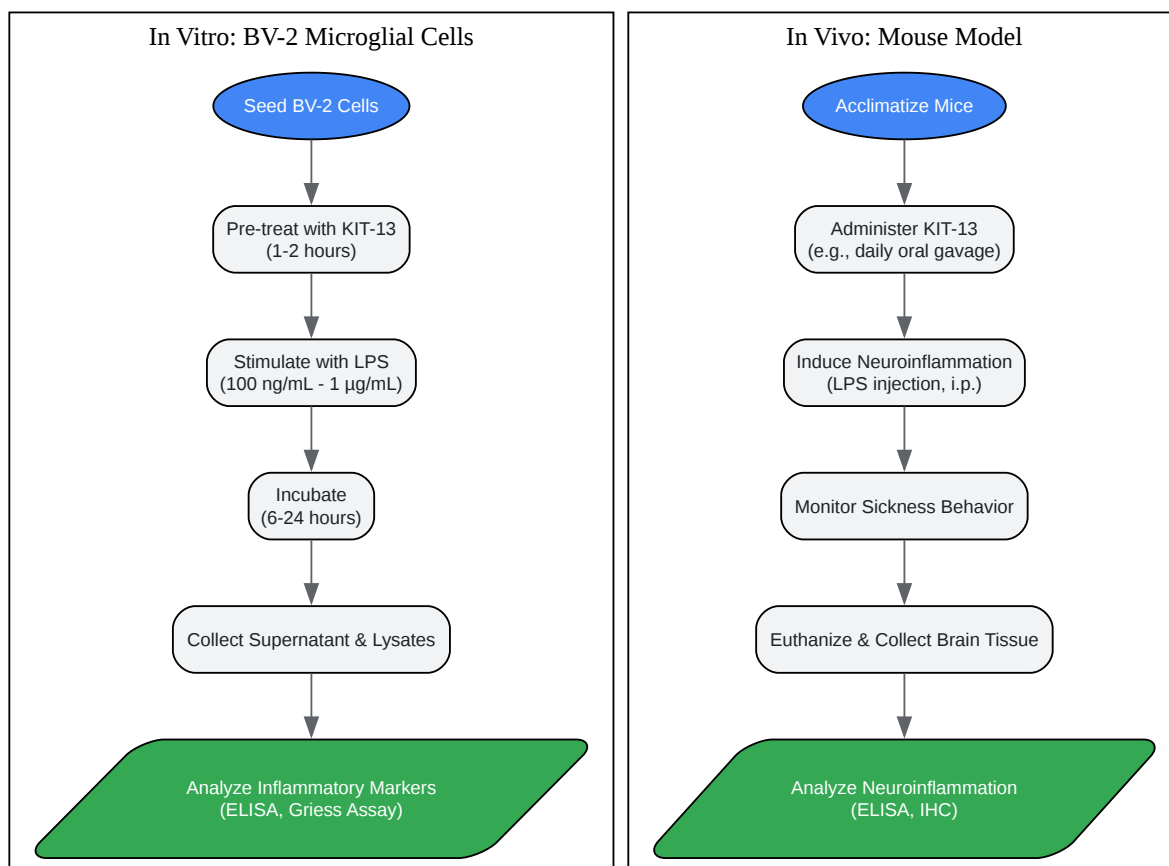 In Vitro: BV-2 Microglial Cells
Seed BV-2 Cells
Pre-treat with KIT-13
(1-2 hours)
Stimulate with LPS
(100 ng/mL - 1 µg/mL)
Incubate
(6-24 hours)
Collect Supernatant & Lysates
Analyze Inflammatory Markers
(ELISA, Griess Assay)
In Vivo: Mouse Model
Acclimatize Mice
Administer KIT-13
(e.g., daily oral gavage)
Induce Neuroinflammation
(LPS injection, i.p.)
Monitor Sickness Behavior
Euthanize & Collect Brain Tissue
Analyze Neuroinflammation
(ELISA, IHC)